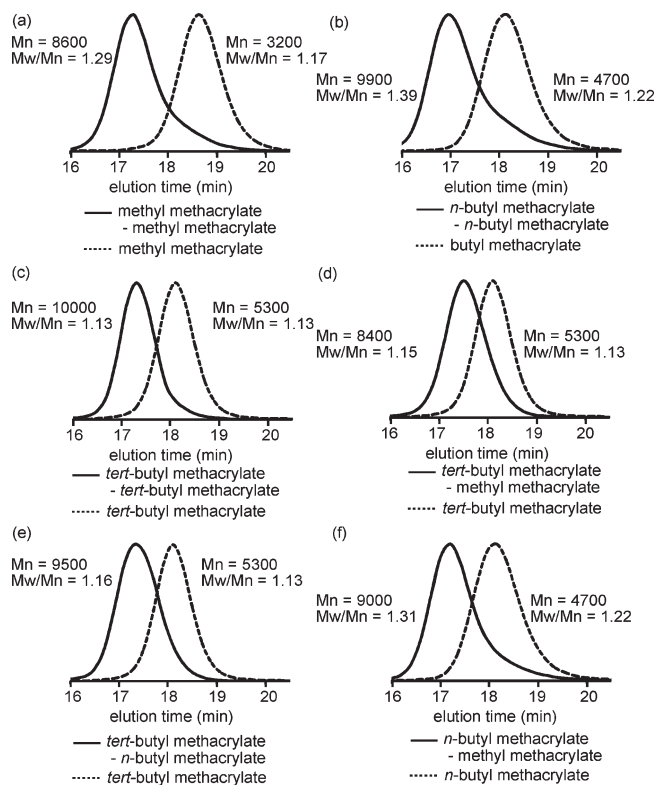 (a)
Mn = 8600
Mw/Mn = 1.29
Mn = 3200
Mw/Mn = 1.17
16 17 18 19 20
elution time (min)
methyl methacrylate
- methyl methacrylate
methyl methacrylate
(b)
Mn = 9900
Mw/Mn = 1.39
Mn = 4700
Mw/Mn = 1.22
16 17 18 19 20
elution time (min)
n-butyl methacrylate
- n-butyl methacrylate
butyl methacrylate
(c)
Mn = 10000
Mw/Mn = 1.13
Mn = 5300
Mw/Mn = 1.13
16 17 18 19 20
elution time (min)
tert-butyl methacrylate
- tert-butyl methacrylate
tert-butyl methacrylate
(d)
Mn = 8400
Mw/Mn = 1.15
Mn = 5300
Mw/Mn = 1.13
16 17 18 19 20
elution time (min)
tert-butyl methacrylate
- methyl methacrylate
tert-butyl methacrylate
(e)
Mn = 9500
Mw/Mn = 1.16
Mn = 5300
Mw/Mn = 1.13
16 17 18 19 20
elution time (min)
tert-butyl methacrylate
- n-butyl methacrylate
tert-butyl methacrylate
(f)
Mn = 9000
Mw/Mn = 1.31
Mn = 4700
Mw/Mn = 1.22
16 17 18 19 20
elution time (min)
n-butyl methacrylate
- methyl methacrylate
n-butyl methacrylate